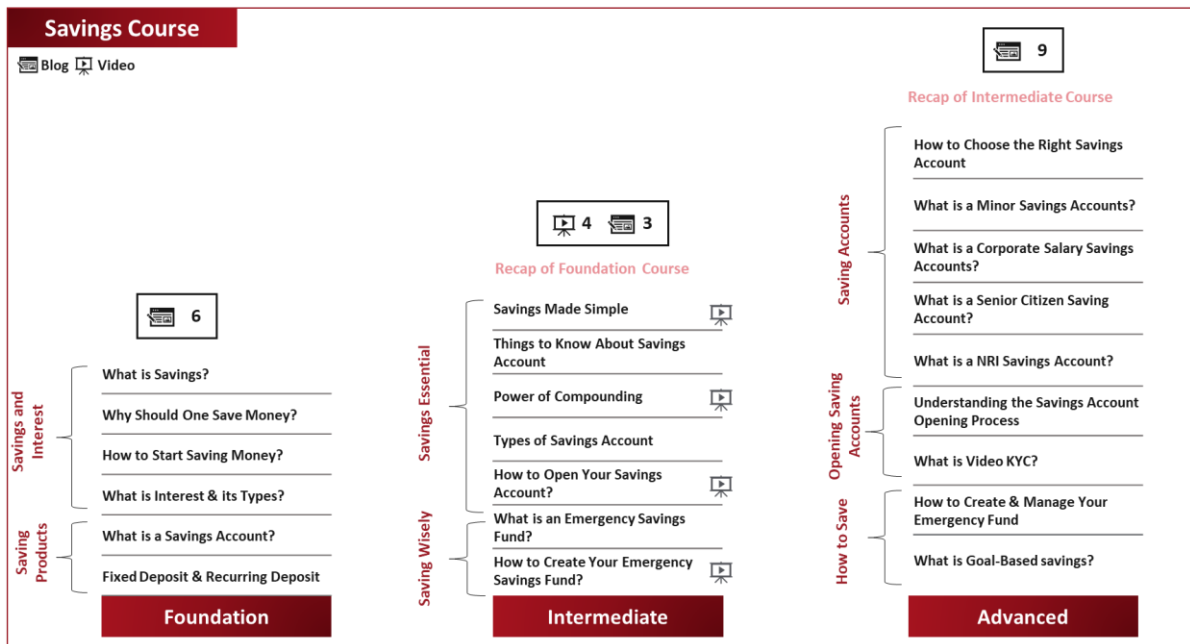 Savings Course
Blog Video
6
Savings and
Interest
What is Savings?
Why Should One Save Money?
How to Start Saving Money?
What is Interest & its Types?
Saving
Products
What is a Savings Account?
Fixed Deposit & Recurring Deposit
Foundation
4 3
Recap of Foundation Course
Savings Essential
Savings Made Simple
Things to Know About Savings
Account
Power of Compounding
Types of Savings Account
How to Open Your Savings
Account?
Saving Wisely
What is an Emergency Savings
Fund?
How to Create Your Emergency
Savings Fund?
Intermediate
9
Recap of Intermediate Course
Saving Accounts
How to Choose the Right Savings
Account
What is a Minor Savings Accounts?
What is a Corporate Salary Savings
Accounts?
What is a Senior Citizen Saving
Account?
What is a NRI Savings Account?
Opening Saving
Accounts
Understanding the Savings Account
Opening Process
What is Video KYC?
How to Save
How to Create & Manage Your
Emergency Fund
What is Goal-Based savings?
Advanced